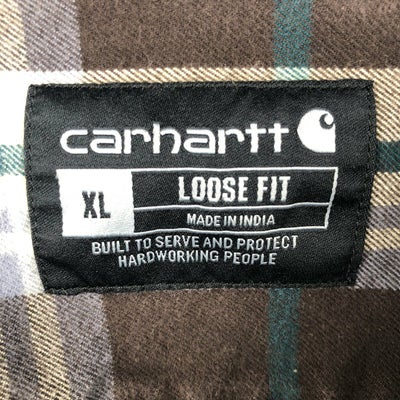 carhartt
XL
LOOSE FIT
MADE IN INDIA
BUILT TO SERVE AND PROTECT
HARDWORKING PEOPLE